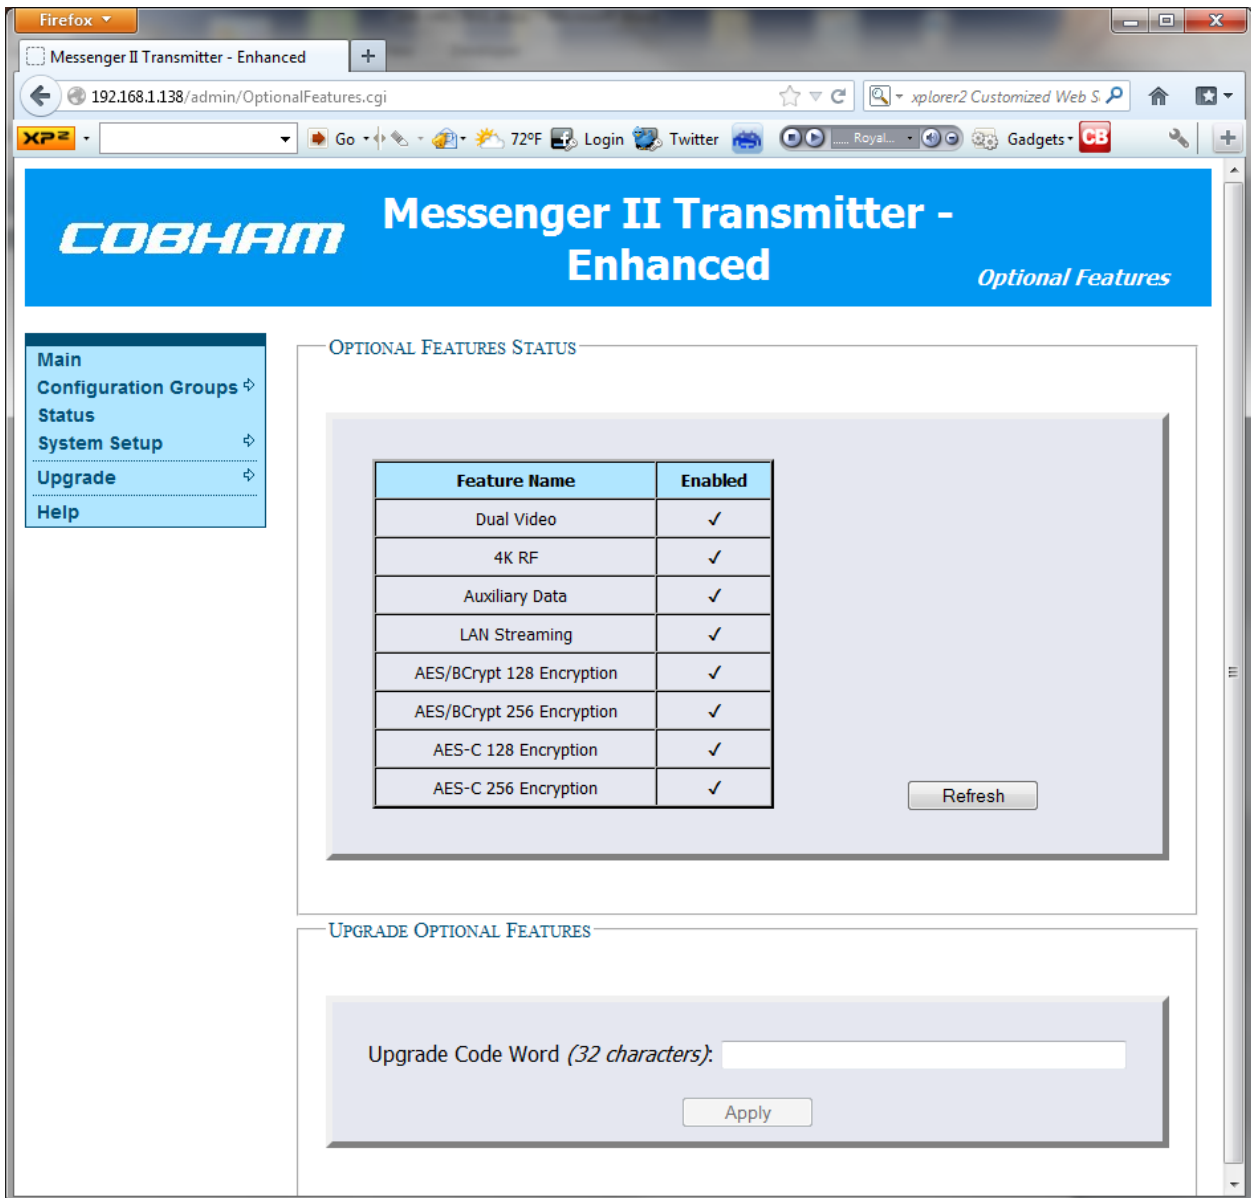 Firefox
Messenger II Transmitter - Enhanced
192.168.1.138/admin/OptionalFeatures.cgi
xplorer2 Customized Web S
XP2
Go
72°F
Login
Twitter
Royal...
Gadgets
CB
COBHAM
Messenger II Transmitter -
Enhanced
Optional Features
Main
Configuration Groups
Status
System Setup
Upgrade
Help
OPTIONAL FEATURES STATUS
Feature Name Enabled
Dual Video ✓
4K RF ✓
Auxiliary Data ✓
LAN Streaming ✓
AES/BCrypt 128 Encryption ✓
AES/BCrypt 256 Encryption ✓
AES-C 128 Encryption ✓
AES-C 256 Encryption ✓
Refresh
UPGRADE OPTIONAL FEATURES
Upgrade Code Word (32 characters):
Apply